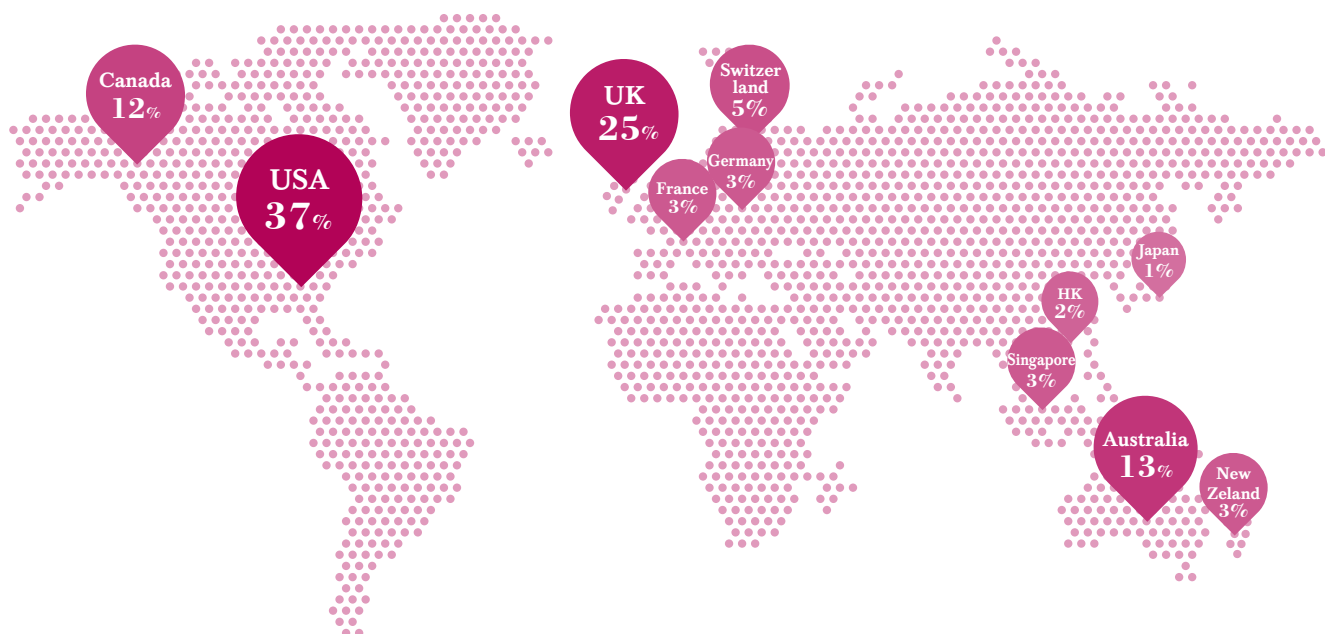 Canada
12%
USA
37%
UK
25%
Switzer
land
5%
Germany
3%
France
3%
Japan
1%
HK
2%
Singapore
3%
Australia
13%
New
Zeland
3%